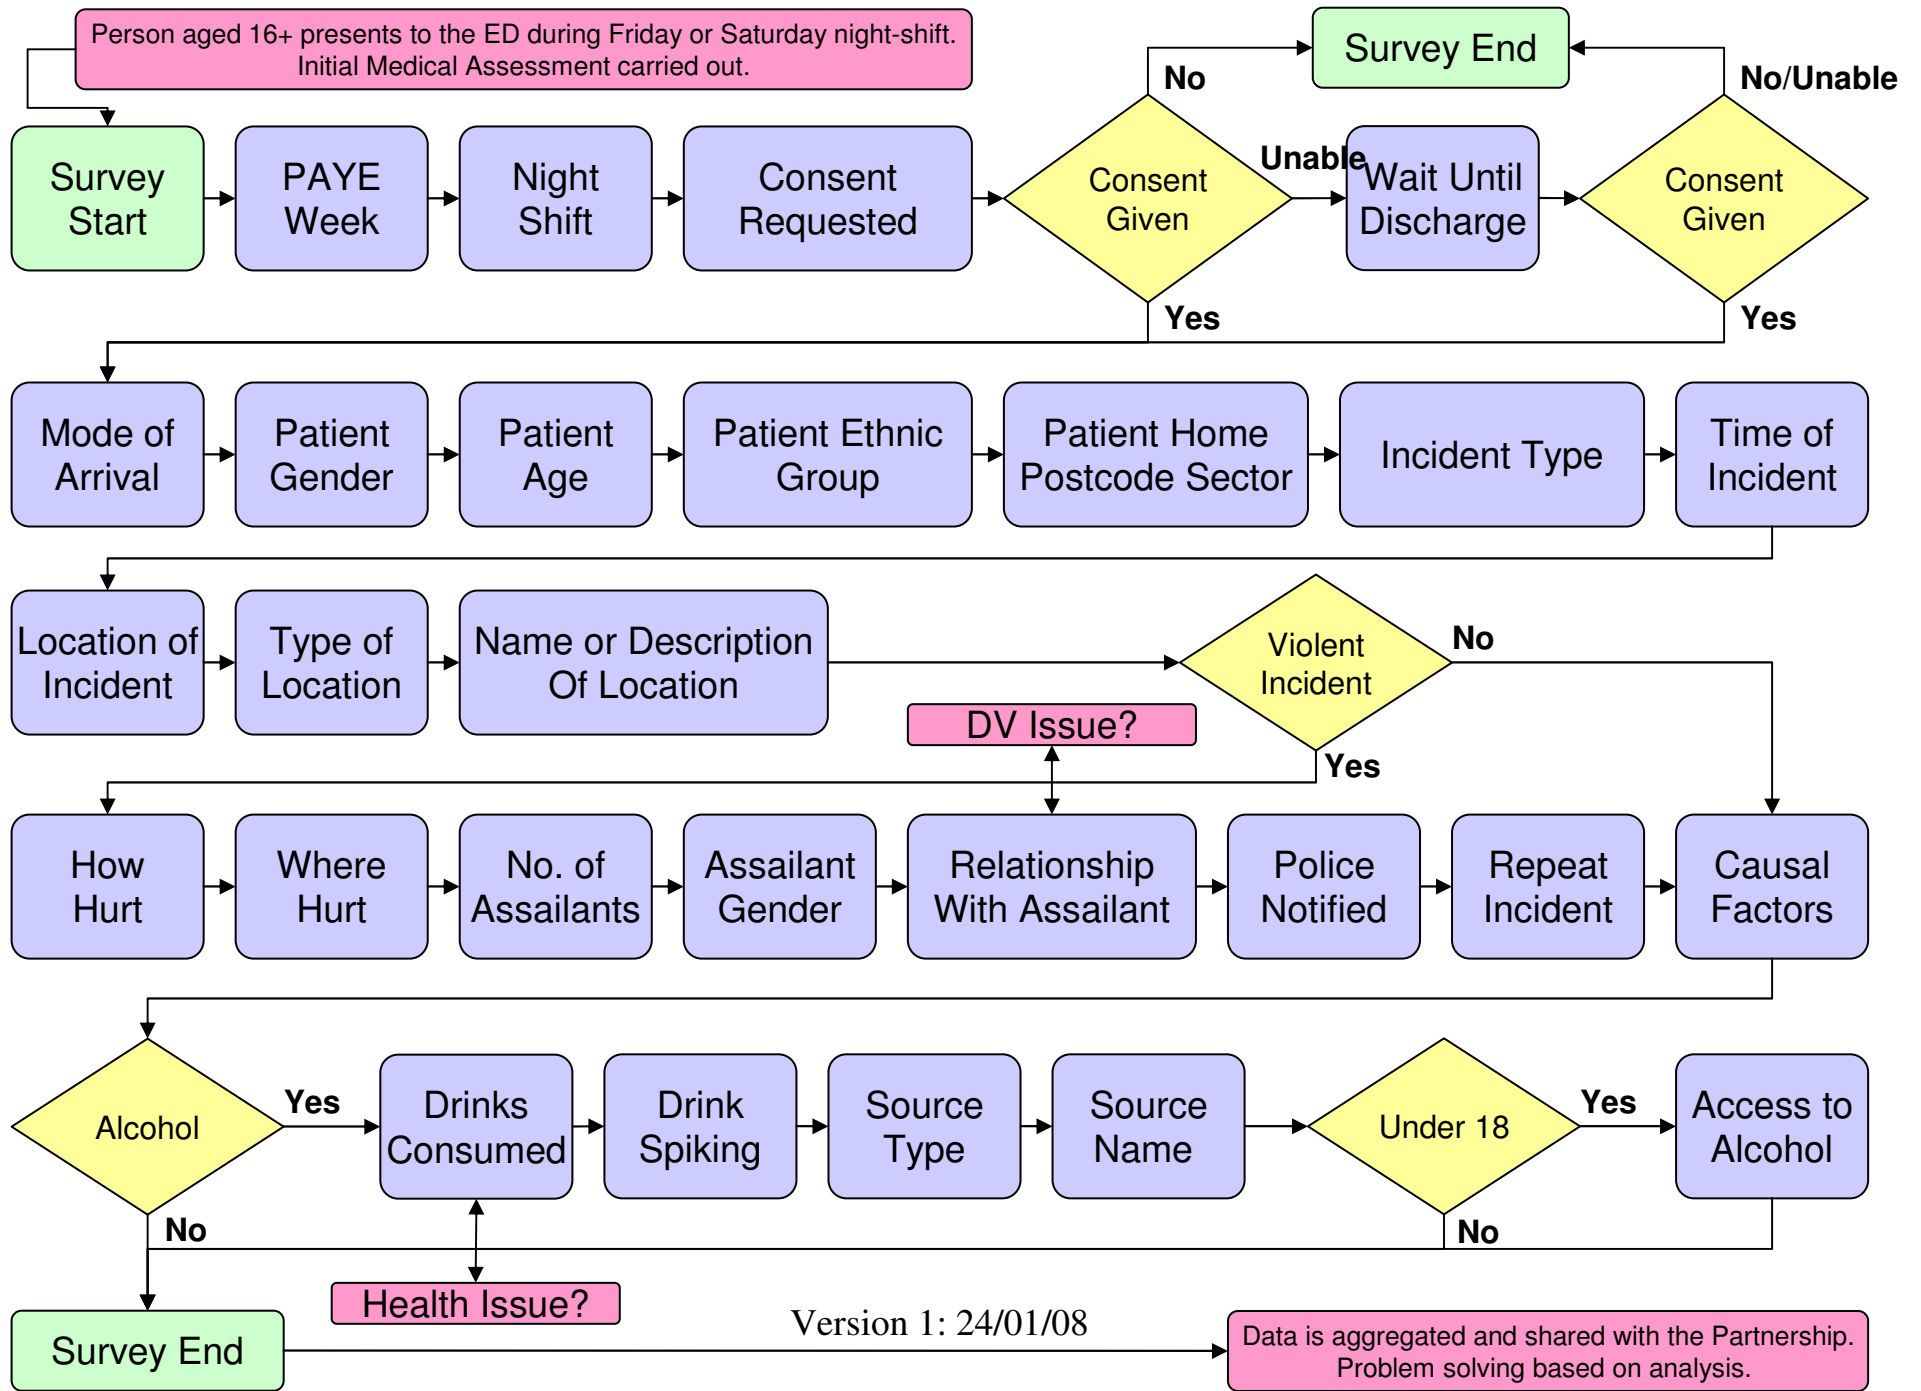 Person aged 16+ presents to the ED during Friday or Saturday night-shift.
Initial Medical Assessment carried out.
Survey End
No
No/Unable
Survey
Start
PAYE
Week
Night
Shift
Consent
Requested
Consent
Given
Unable
Wait Until
Discharge
Consent
Given
Yes
Yes
Mode of
Arrival
Patient
Gender
Patient
Age
Patient Ethnic
Group
Patient Home
Postcode Sector
Incident Type
Time of
Incident
Location of
Incident
Type of
Location
Name or Description
Of Location
Violent
Incident
No
DV Issue?
Yes
How
Hurt
Where
Hurt
No. of
Assailants
Assailant
Gender
Relationship
With Assailant
Police
Notified
Repeat
Incident
Causal
Factors
Alcohol
Yes
Drinks
Consumed
Drink
Spiking
Source
Type
Source
Name
Under 18
Yes
Access to
Alcohol
No
No
Health Issue?
Survey End
Version 1: 24/01/08
Data is aggregated and shared with the Partnership.
Problem solving based on analysis.